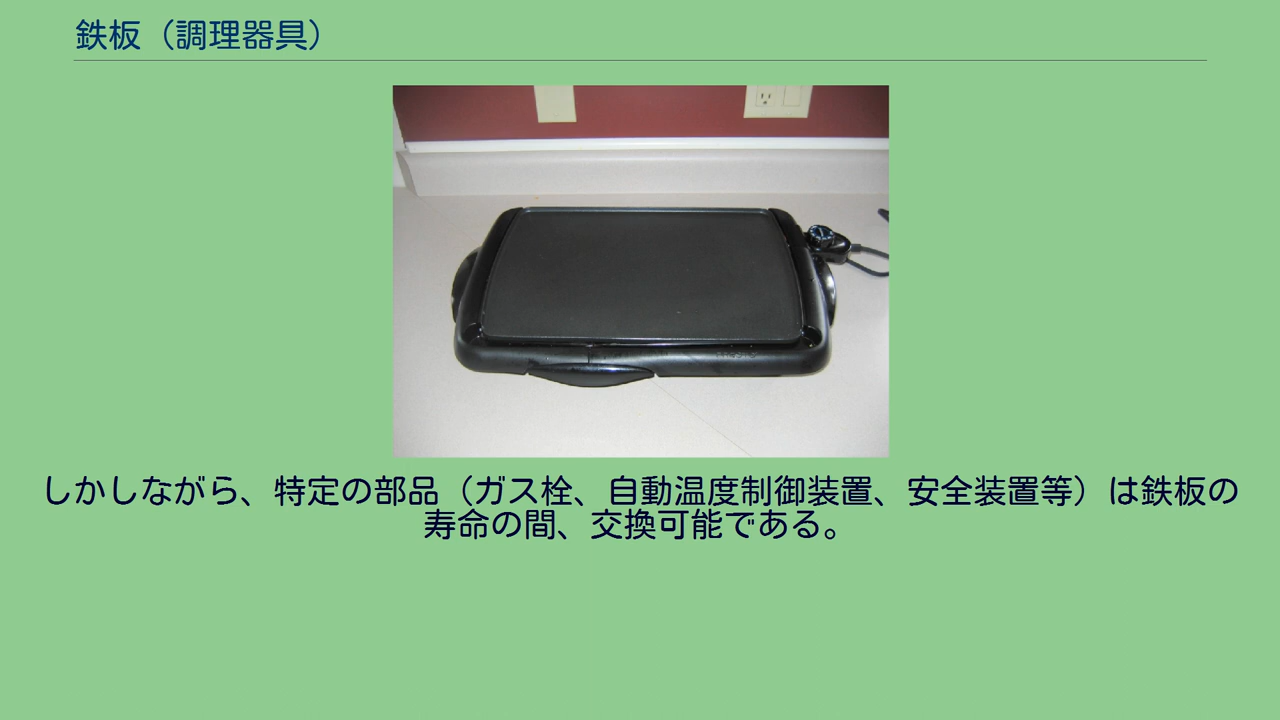 鉄板（調理器具）
しかしながら、特定の部品（ガス栓、自動温度制御装置、安全装置等）は鉄板の
寿命の間、交換可能である。